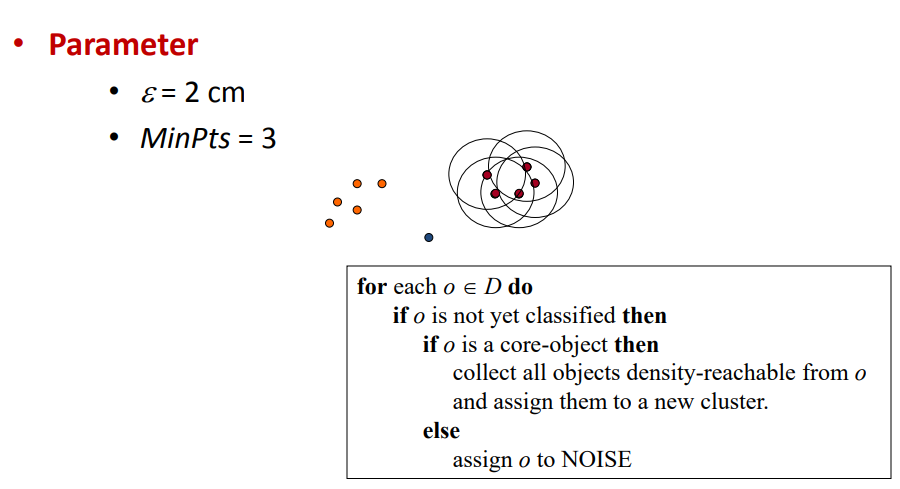 • Parameter
• ε = 2 cm
• MinPts = 3
for each o ∈ D do
if o is not yet classified then
if o is a core-object then
collect all objects density-reachable from o
and assign them to a new cluster.
else
assign o to NOISE